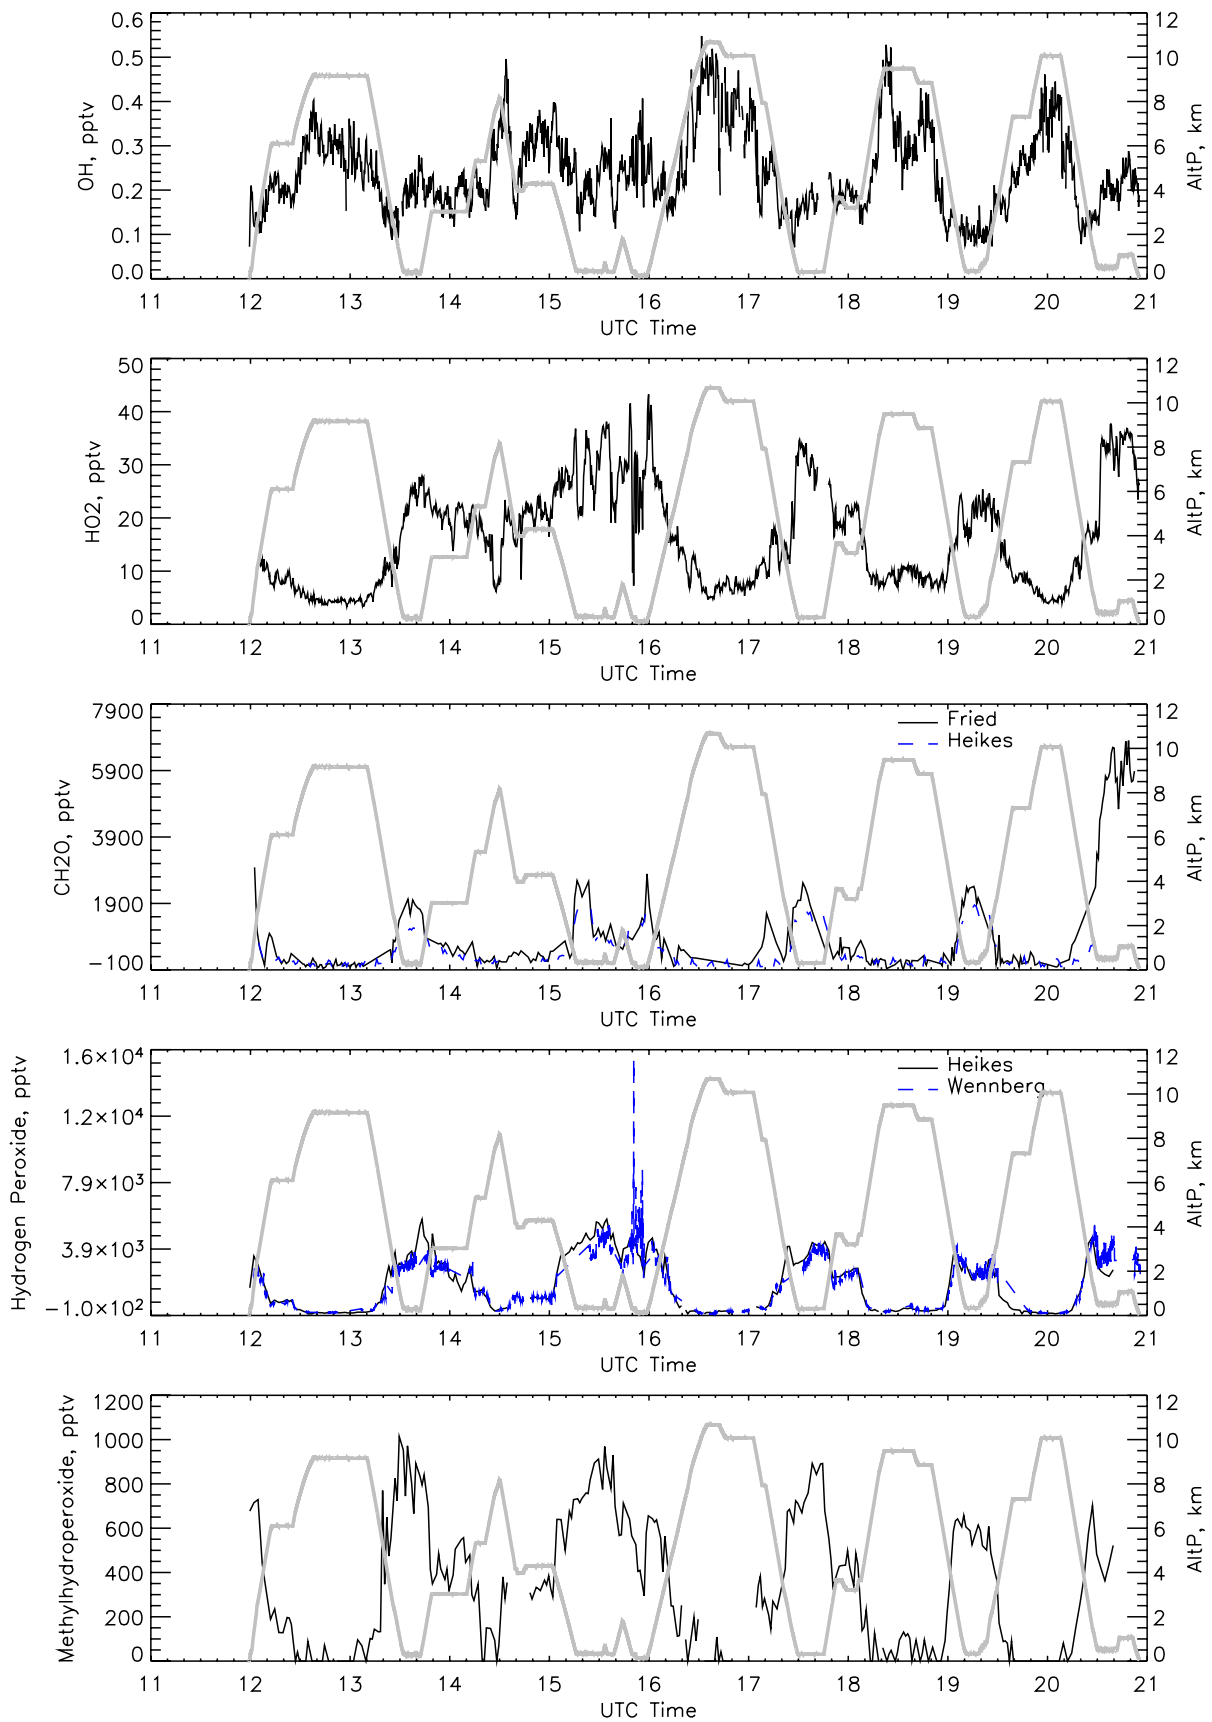 0.6
0.5
0.4
0.3
0.2
0.1
0.0
OH, pptv
12
10
8
6
4
2
0
AltP, km
11 12 13 14 15 16 17 18 19 20 21
UTC Time
50
40
30
20
10
0
HO2, pptv
12
10
8
6
4
2
0
AltP, km
11 12 13 14 15 16 17 18 19 20 21
UTC Time
7900
5900
3900
1900
−100
CH2O, pptv
Fried
Heikes
12
10
8
6
4
2
0
AltP, km
11 12 13 14 15 16 17 18 19 20 21
UTC Time
1.6×10⁴
1.2×10⁴
7.9×10³
3.9×10³
−1.0×10²
Hydrogen Peroxide, pptv
Heikes
Wennberg
12
10
8
6
4
2
0
AltP, km
11 12 13 14 15 16 17 18 19 20 21
UTC Time
1200
1000
800
600
400
200
0
Methylhydroperoxide, pptv
12
10
8
6
4
2
0
AltP, km
11 12 13 14 15 16 17 18 19 20 21
UTC Time